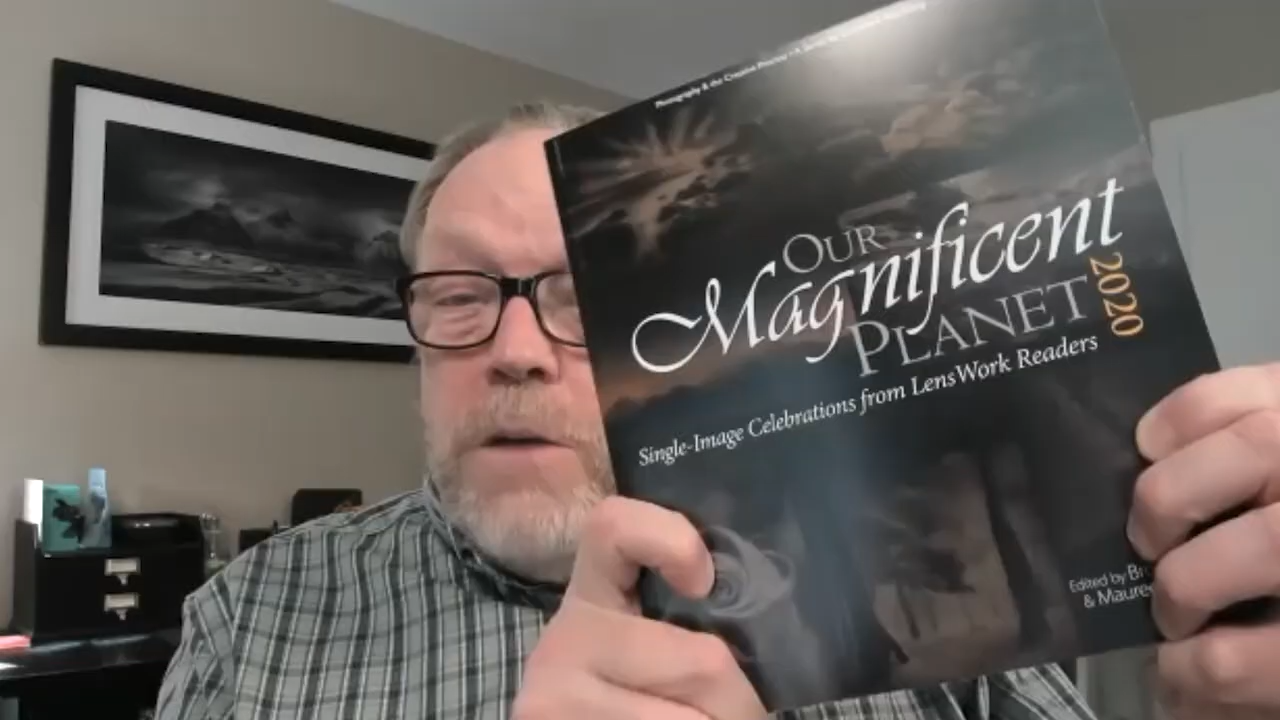 Photography & the Creative Process • A
OUR
Magnificent
PLANET
2020
Single-Image Celebrations from LensWork Readers
Edited by
&